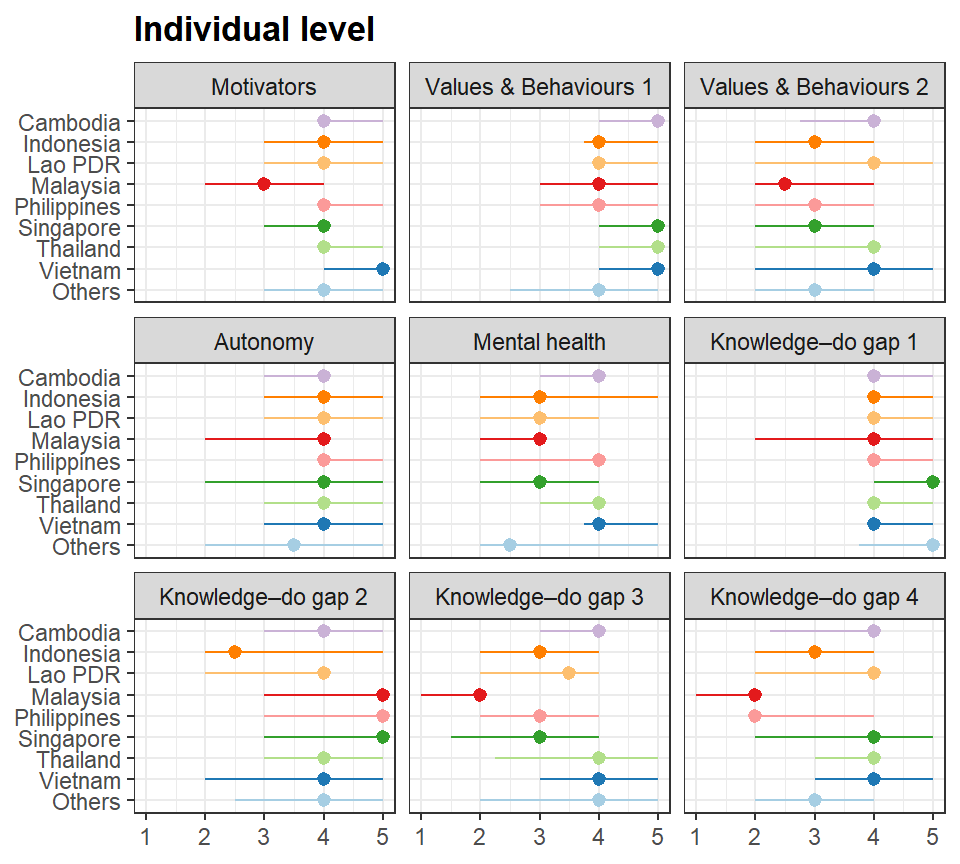 Individual level
Motivators
Values & Behaviours 1
Values & Behaviours 2
Cambodia
Indonesia
Lao PDR
Malaysia
Philippines
Singapore
Thailand
Vietnam
Others
Autonomy
Mental health
Knowledge–do gap 1
Cambodia
Indonesia
Lao PDR
Malaysia
Philippines
Singapore
Thailand
Vietnam
Others
Knowledge–do gap 2
Knowledge–do gap 3
Knowledge–do gap 4
Cambodia
Indonesia
Lao PDR
Malaysia
Philippines
Singapore
Thailand
Vietnam
Others
1 2 3 4 5 1 2 3 4 5 1 2 3 4 5